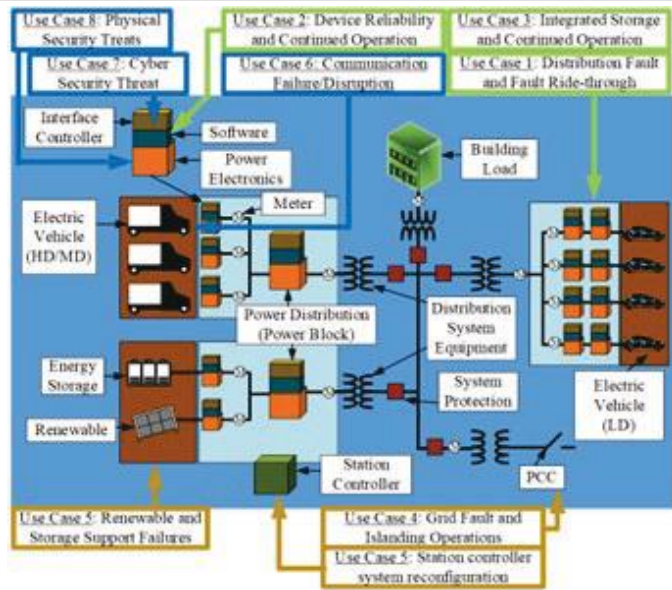 Use Case 8: Physical
Security Treats
Use Case 2: Device Reliability
and Continued Operation
Use Case 3: Integrated Storage
and Continued Operation
Use Case 7: Cyber
Security Threat
Use Case 6: Communication
Failure/Disruption
Use Case 1: Distribution Fault
and Fault Ride-through
Interface
Controller
Software
Power
Electronics
Building
Load
Meter
Electric
Vehicle
(HD/MD)
Power Distribution
(Power Block)
Distribution
System
Equipment
Energy
Storage
System
Protection
Electric
Vehicle
(LD)
Renewable
Station
Controller
PCC
Use Case 5: Renewable and
Storage Support Failures
Use Case 4: Grid Fault and
Islanding Operations
Use Case 5: Station controller
system reconfiguration